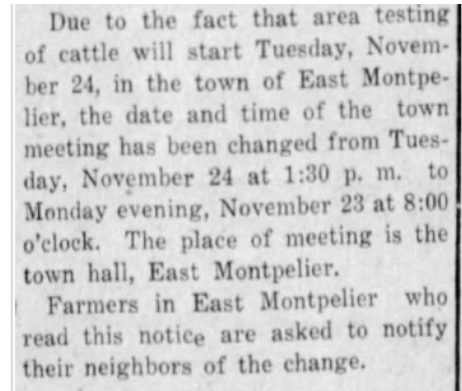 Due to the fact that area testing
of cattle will start Tuesday, Novem-
ber 24, in the town of East Montpe-
lier, the date and time of the town
meeting has been changed from Tues-
day, November 24 at 1:30 p. m. to
Monday evening, November 23 at 8:00
o'clock. The place of meeting is the
town hall, East Montpelier.
Farmers in East Montpelier who
read this notice are asked to notify
their neighbors of the change.